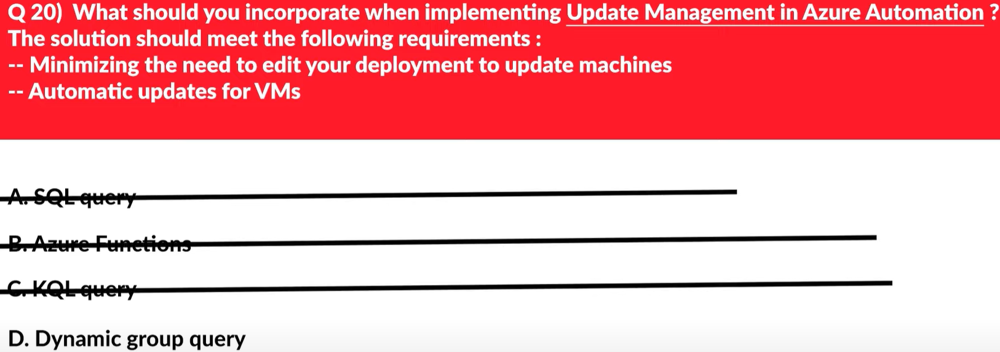 Q 20) What should you incorporate when implementing Update Management in Azure Automation ?
The solution should meet the following requirements :
-- Minimizing the need to edit your deployment to update machines
-- Automatic updates for VMs
A. SQL query
B. Azure Functions
C. KQL query
D. Dynamic group query